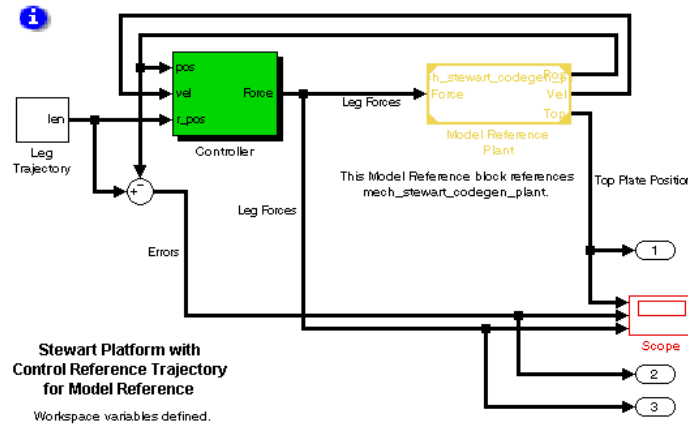 i
pos
vel
r_pos
Force
Controller
len
Leg
Trajectory
Leg Forces
h_stewart_codegen_p
Force
Pos
Vel
Top
Model Reference
Plant
This Model Reference block references
mech_stewart_codegen_plant.
Top Plate Position
Leg Forces
Errors
1
Scope
2
3
Stewart Platform with
Control Reference Trajectory
for Model Reference
Workspace variables defined.